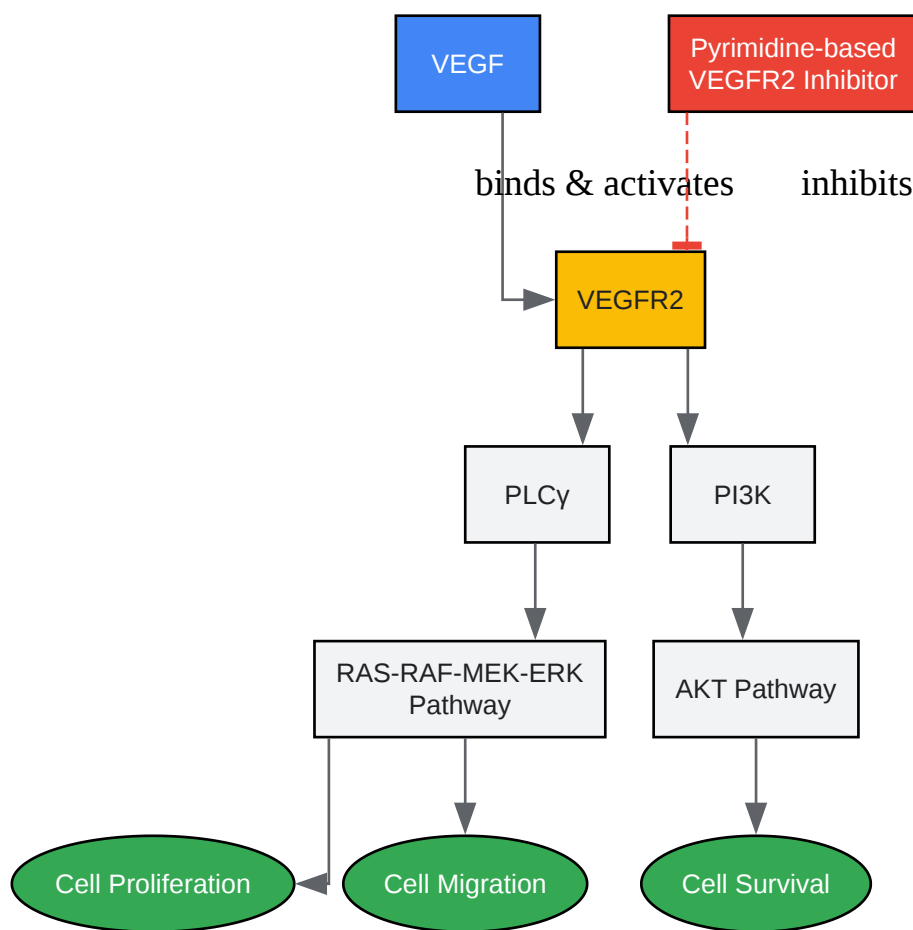 VEGF
Pyrimidine-based
VEGFR2 Inhibitor
binds & activates
inhibits
VEGFR2
PLCγ
PI3K
RAS-RAF-MEK-ERK
Pathway
AKT Pathway
Cell Proliferation
Cell Migration
Cell Survival